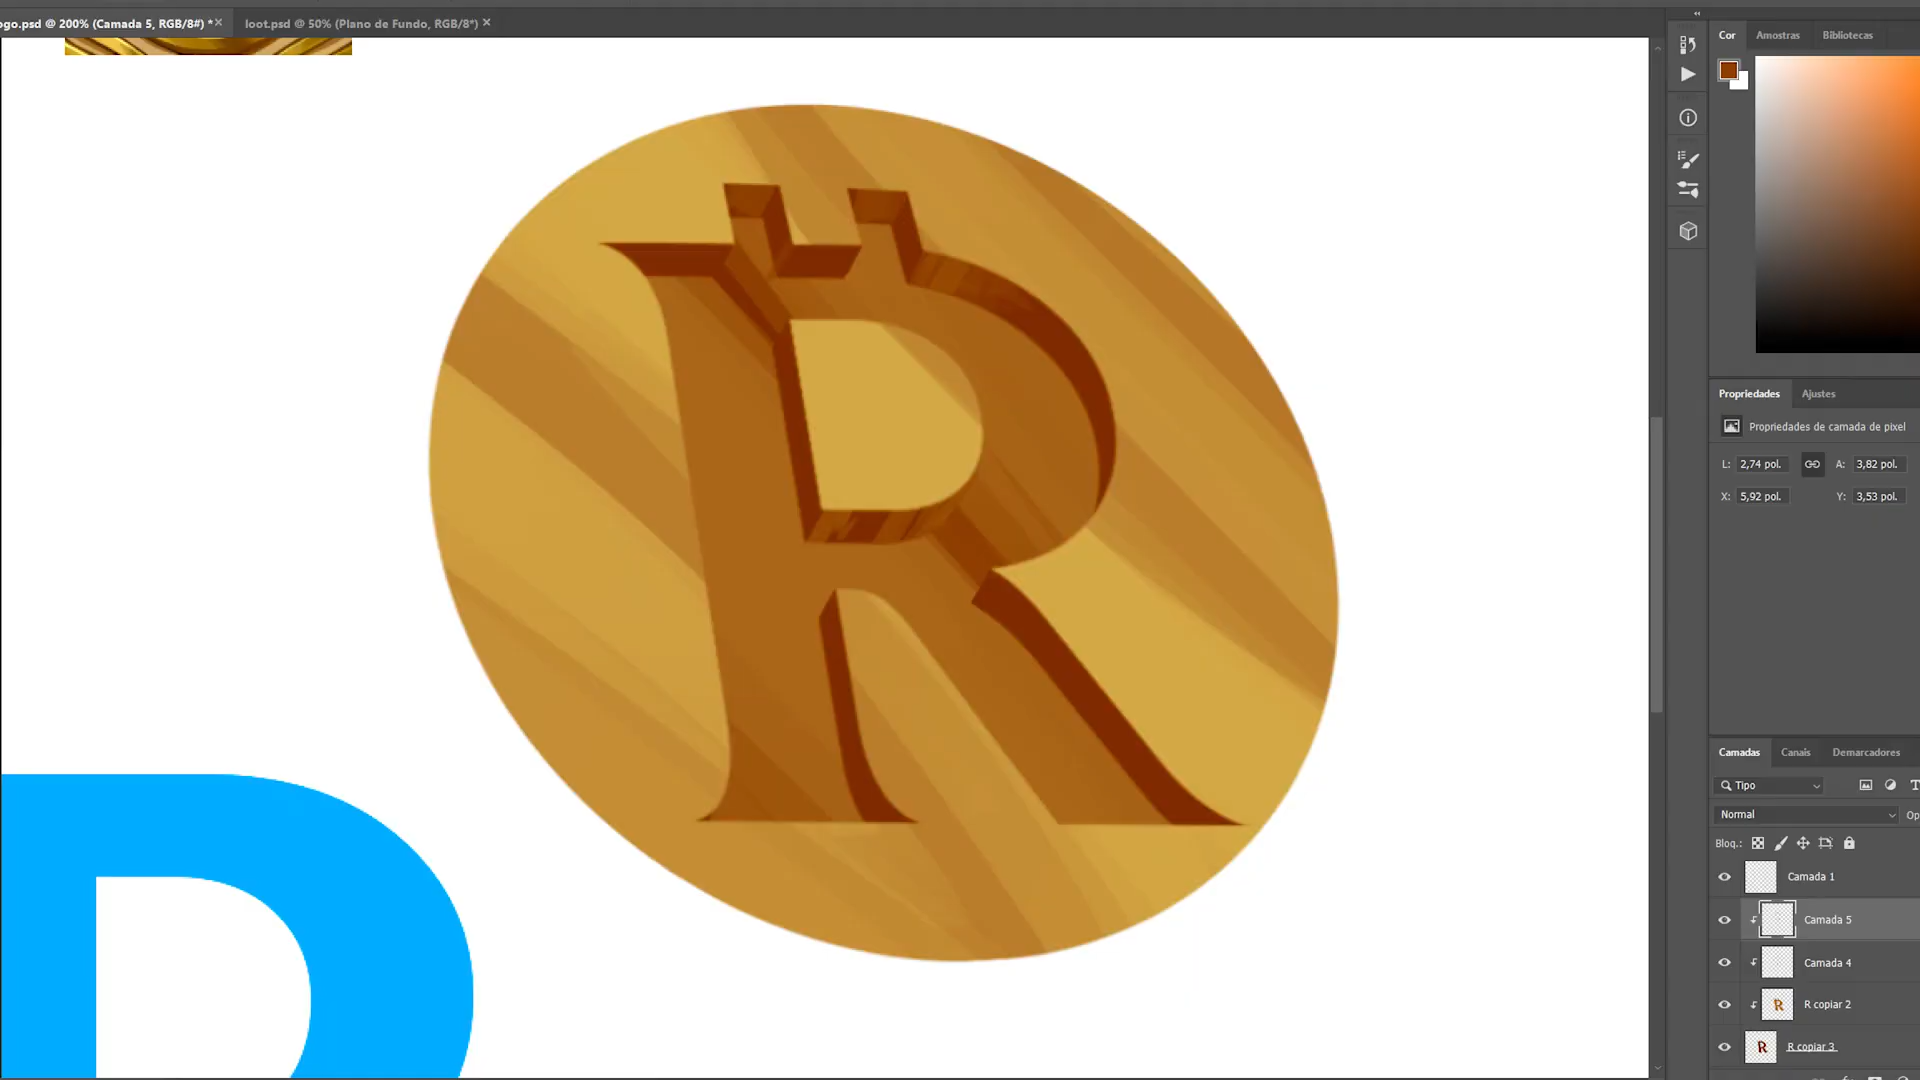 ogo.psd @ 200% (Camada 5, RGB/8#) *
loot.psd @ 50% (Plano de Fundo, RGB/8*)
Cor
Amostras
Bibliotecas
R
Propriedades
Ajustes
Propriedades de camada de pixel
L: 2,74 pol.
A: 3,82 pol.
X: 5,92 pol.
Y: 3,53 pol.
Camadas
Canais
Demarcadores
Tipo
Normal
Op
Bloq.:
Camada 1
Camada 5
Camada 4
R copiar 2
R copiar 3